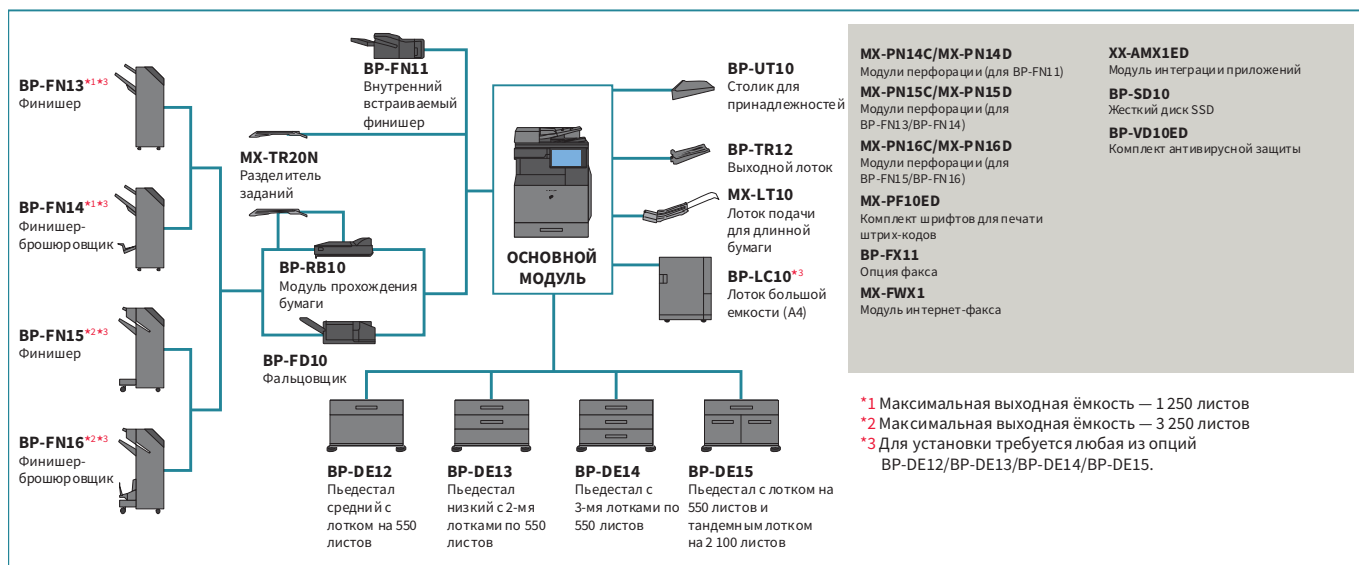 BP-FN13*1*3
Финишер
BP-FN14*1*3
Финишер-
брошюровщик
BP-FN15*2*3
Финишер
BP-FN16*2*3
Финишер-
брошюровщик
BP-FN11
Внутренний
встраиваемый
финишер
MX-TR20N
Разделитель
заданий
BP-RB10
Модуль прохождения
бумаги
BP-FD10
Фальцовщик
ОСНОВНОЙ
МОДУЛЬ
BP-UT10
Столик для
принадлежностей
BP-TR12
Выходной лоток
MX-LT10
Лоток подачи
для длинной
бумаги
BP-LC10*3
Лоток большой
емкости (A4)
BP-DE12
Пьедестал
средний с
лотком на 550
листов
BP-DE13
Пьедестал
низкий с 2-мя
лотками по 550
листов
BP-DE14
Пьедестал с
3-мя лотками по
550 листов
BP-DE15
Пьедестал с лотком на
550 листов и
тандемным лотком
на 2 100 листов
MX-PN14C/MX-PN14D
Модули перфорации (для BP-FN11)
MX-PN15C/MX-PN15D
Модули перфорации (для
BP-FN13/BP-FN14)
MX-PN16C/MX-PN16D
Модули перфорации (для
BP-FN15/BP-FN16)
MX-PF10ED
Комплект шрифтов для печати
штрих-кодов
BP-FX11
Опция факса
MX-FWX1
Модуль интернет-факса
XX-AMX1ED
Модуль интеграции приложений
BP-SD10
Жесткий диск SSD
BP-VD10ED
Комплект антивирусной защиты
*1 Максимальная выходная ёмкость — 1 250 листов
*2 Максимальная выходная ёмкость — 3 250 листов
*3 Для установки требуется любая из опций
BP-DE12/BP-DE13/BP-DE14/BP-DE15.